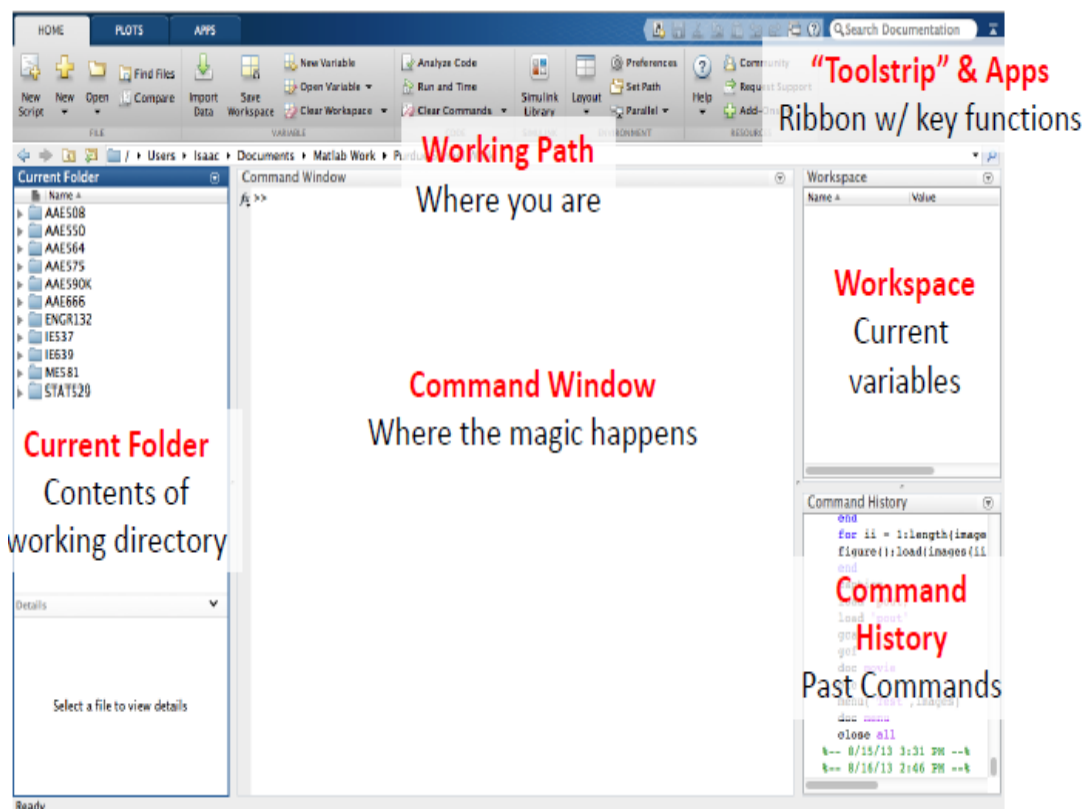 HOME PLOTS APPS
Search Documentation
New Script
New
Open
Find Files
Compare
Import Data
Save Workspace
New Variable
Open Variable
Clear Workspace
Analyze Code
Run and Time
Clear Commands
Simulink Library
Layout
Preferences
Set Path
Parallel
Help
Community
Request Support
Add-Ons
FILE
VARIABLE
ENVIRONMENT
RESOURCES
"Toolstrip" & Apps
Ribbon w/ key functions
/ Users Isaac Documents Matlab Work
Working Path
Where you are
Current Folder
Name
AAE508
AAE550
AAE564
AAE575
AAE590K
AAE666
ENGR132
IE537
IE639
ME581
STAT529
Current Folder
Contents of
working directory
Details
Select a file to view details
Ready
Command Window
fx >>
Command Window
Where the magic happens
Workspace
Name Value
Workspace
Current
variables
Command History
end
for ii = 1:length(image
figure();load(images{ii
end
load 'pout'
doc movie
Command
History
Past Commands
doc menu
close all
%-- 8/15/13 3:31 PM --%
%-- 8/16/13 2:46 PM --%